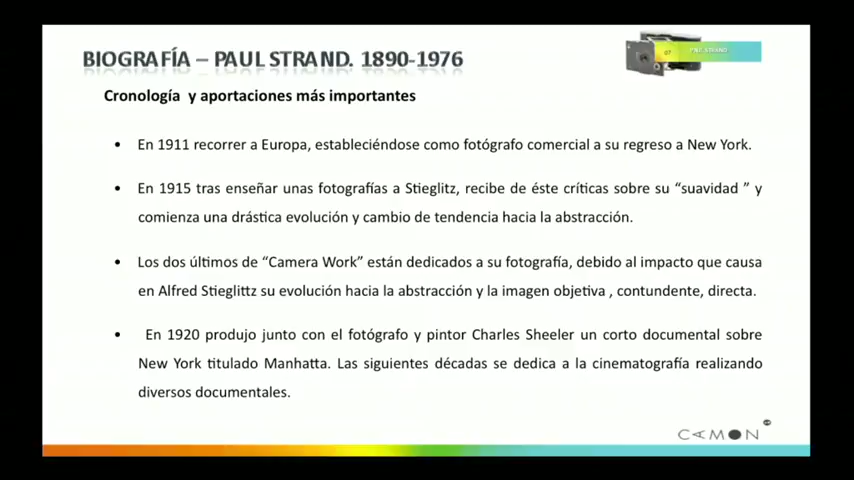 BIOGRAFÍA – PAUL STRAND. 1890-1976
07 PAUL STRAND
Cronología y aportaciones más importantes
• En 1911 recorrer a Europa, estableciéndose como fotógrafo comercial a su regreso a New York.
• En 1915 tras enseñar unas fotografías a Stieglitz, recibe de éste críticas sobre su “suavidad ” y
comienza una drástica evolución y cambio de tendencia hacia la abstracción.
• Los dos últimos de “Camera Work” están dedicados a su fotografía, debido al impacto que causa
en Alfred Stieglittz su evolución hacia la abstracción y la imagen objetiva , contundente, directa.
• En 1920 produjo junto con el fotógrafo y pintor Charles Sheeler un corto documental sobre
New York titulado Manhatta. Las siguientes décadas se dedica a la cinematografía realizando
diversos documentales.
CAMON